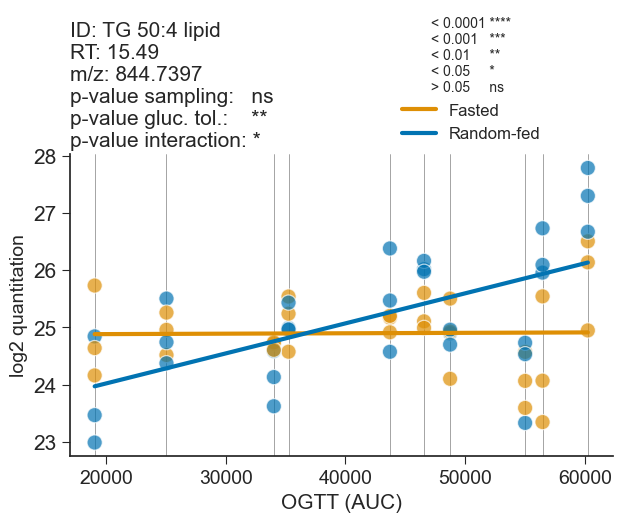 ID: TG 50:4 lipid
RT: 15.49
m/z: 844.7397
p-value sampling: ns
p-value gluc. tol.: **
p-value interaction: *
< 0.0001 ****
< 0.001 ***
< 0.01 **
< 0.05 *
> 0.05 ns
Fasted
Random-fed
log2 quantitation
28
27
26
25
24
23
20000 30000 40000 50000 60000
OGTT (AUC)